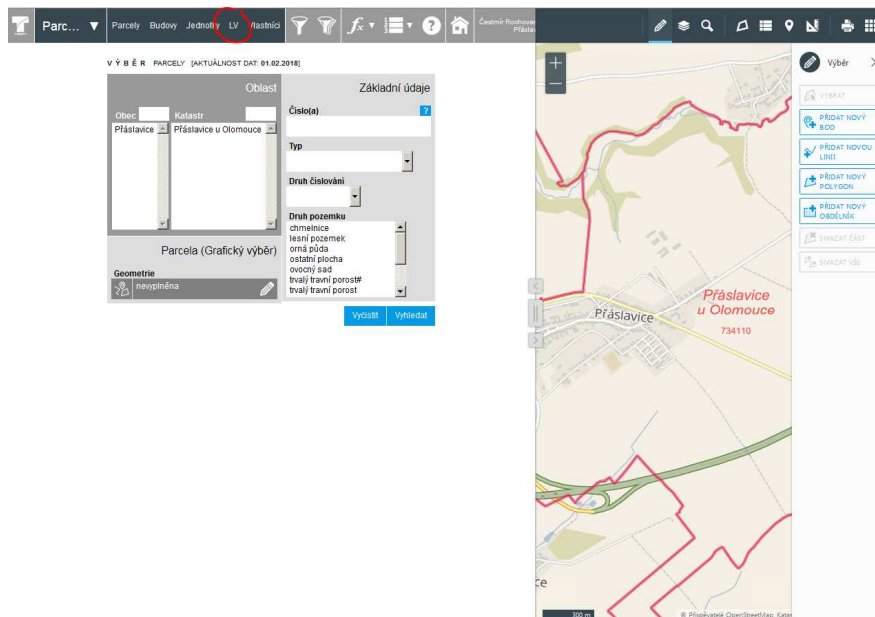 Parc... ▼ Parcely Budovy Jednotky LV Vlastníci
Čestmír Rochovan
Přáslav
VÝBĚR PARCELY [AKTUÁLNOST DAT: 01.02.2018]
Oblast
Základní údaje
Obec Katastr
Přáslavice Přáslavice u Olomouce
Číslo(a) ?
Typ
Druh číslování
Druh pozemku
chmelnice
lesní pozemek
orná půda
ostatní plocha
ovocný sad
trvalý travní porost#
trvalý travní porost
Parcela (Grafický výběr)
Geometrie
nevyplněna
Vyčistit Vyhledat
Přáslavice
Přáslavice
u Olomouce
734110
ce
300 m
© Přispěvatelé OpenStreetMap, Katas
Výběr
VYBRAT
PŘIDAT NOVÝ
BOD
PŘIDAT NOVOU
LINII
PŘIDAT NOVÝ
POLYGON
PŘIDAT NOVÝ
OBDÉLNÍK
SMAZAT ČÁST
SMAZAT VŠE